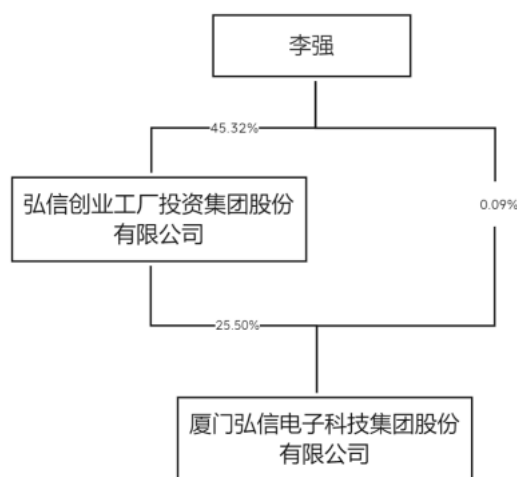 李强
45.32%
弘信创业工厂投资集团股份
有限公司
0.09%
25.50%
厦门弘信电子科技集团股份
有限公司